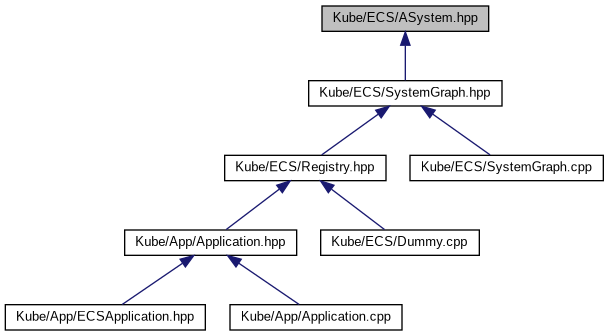 Kube/ECS/ASystem.hpp
Kube/ECS/SystemGraph.hpp
Kube/ECS/Registry.hpp
Kube/ECS/SystemGraph.cpp
Kube/App/Application.hpp
Kube/ECS/Dummy.cpp
Kube/App/ECSApplication.hpp
Kube/App/Application.cpp